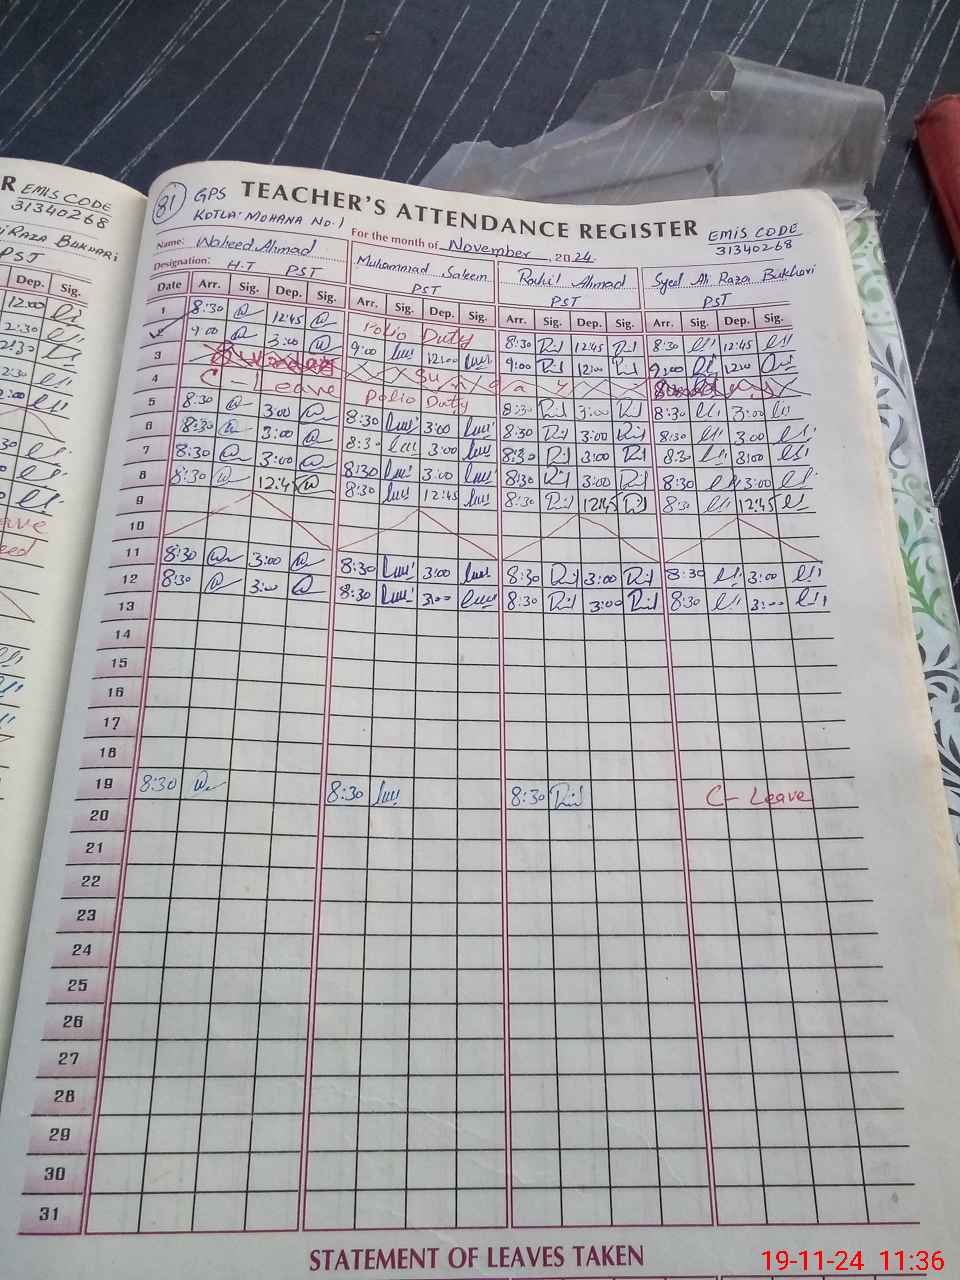 R EMIS CODE
31340268
RAZA BUKHARI
PST
Dep. Sig.
12:00
2:30
81 GPS TEACHER'S ATTENDANCE REGISTER
KOTLA MOHANA No. 1
EMIS CODE
31340268
For the month of November 2024
Name: Waheed Ahmad Muhammad Saleem Rahil Ahmad Syed Ali Raza Bukhari
Designation: H.T PST PST PST PST
Date Arr. Sig. Dep. Sig. Arr. Sig. Dep. Sig. Arr. Sig. Dep. Sig. Arr. Sig. Dep. Sig.
1 8:30 12:45 Polio Duty 8:30 12:45 8:30 12:45
2 9:00 3:00 9:00 12:00 9:00 12:00 9:00 12:00
3 Sunday
4 C - Leave Polio Duty 8:30 3:00 8:30 3:00
5 8:30 3:00 8:30 3:00 8:30 3:00 8:30 3:00
6 8:30 3:00 8:30 3:00 8:30 3:00 8:30 3:00
7 8:30 3:00 8:30 3:00 8:30 3:00 8:30 3:00
8 8:30 12:45 8:30 12:45 8:30 12:45 8:30 12:45
9
10
11 8:30 3:00 8:30 3:00 8:30 3:00 8:30 3:00
12 8:30 3:00 8:30 3:00 8:30 3:00 8:30 3:00
13
14
15
16
17
18
19 8:30 8:30 8:30 C - Leave
20
21
22
23
24
25
26
27
28
29
30
31
STATEMENT OF LEAVES TAKEN
19-11-24 11:36